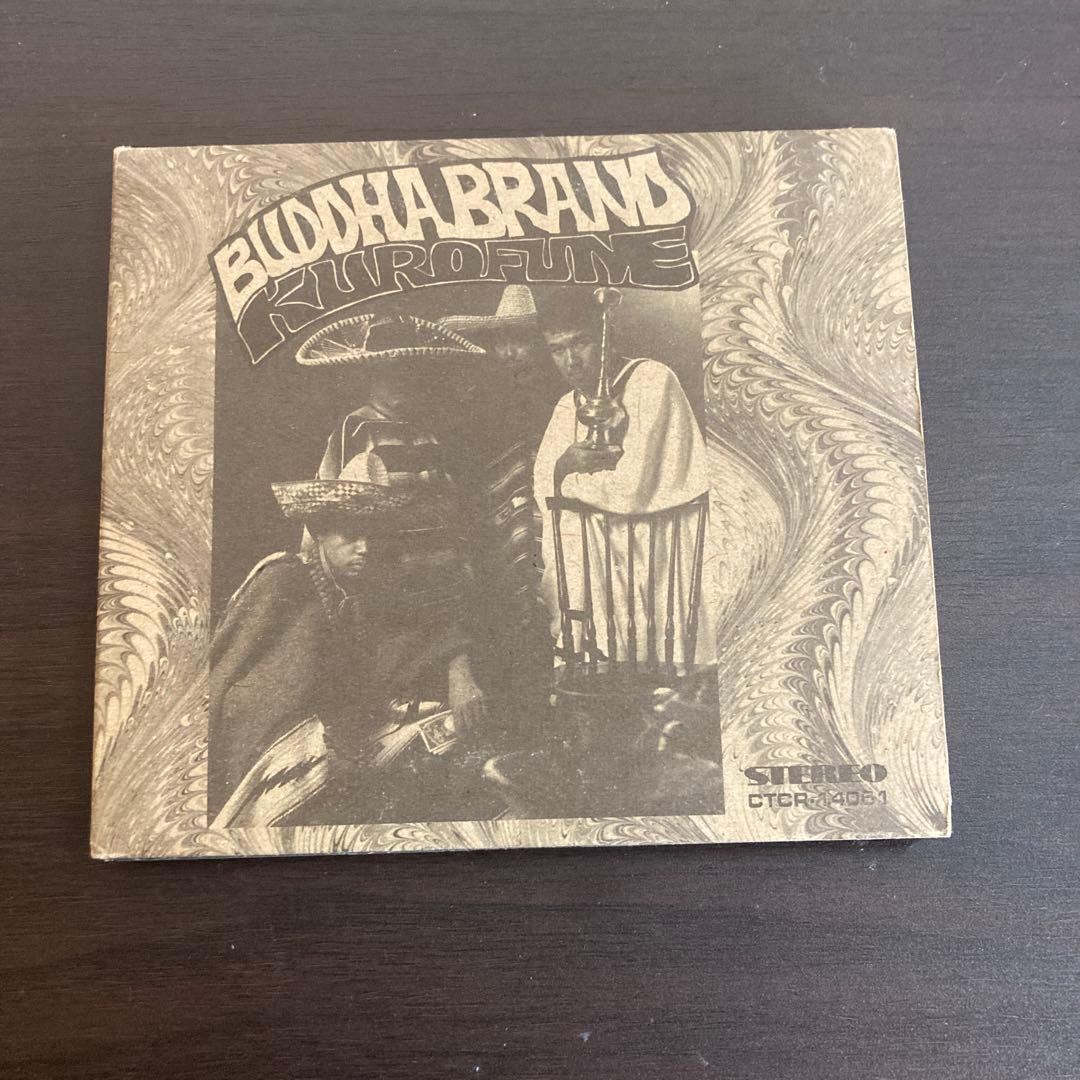 BUDDHA BRAND
KUROFUNE
STEREO
CTCR-14061